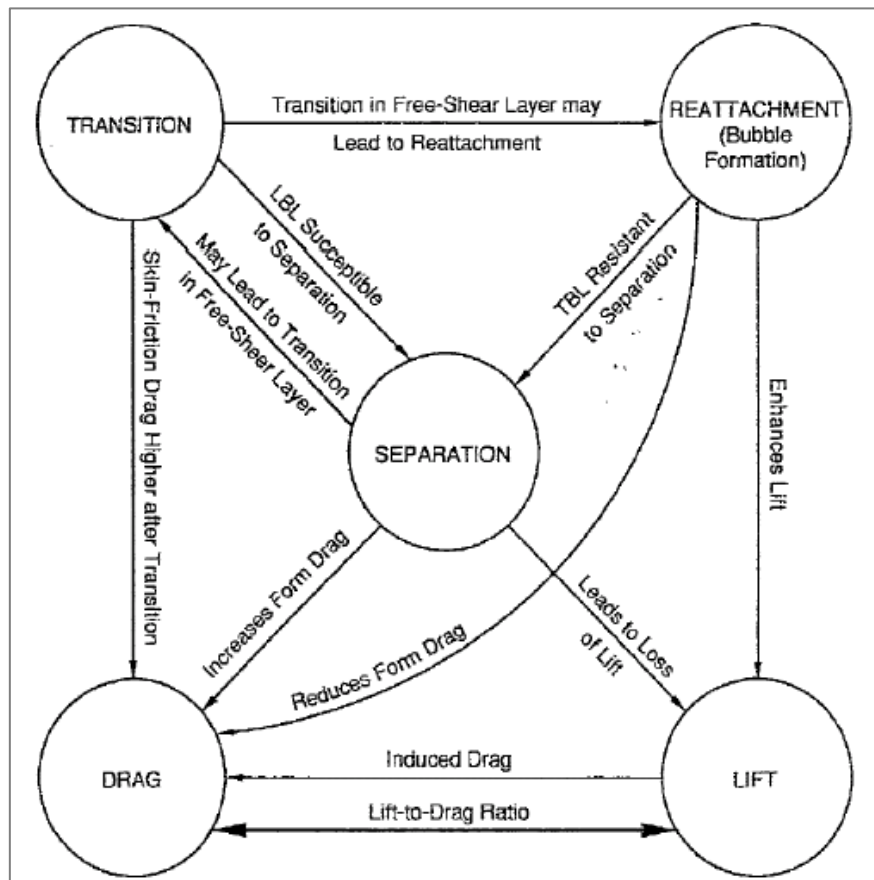 TRANSITION
Transition in Free-Shear Layer may
Lead to Reattachment
REATTACHMENT
(Bubble
Formation)
LBL Succeptible
to Separation
May Lead to Transition
in Free-Sheer Layer
TBL Resistant
to Separation
Skin-Friction Drag Higher after Transition
Enhances Lift
SEPARATION
Increases Form Drag
Reduces Form Drag
Leads to Loss
of Lift
DRAG
Induced Drag
Lift-to-Drag Ratio
LIFT